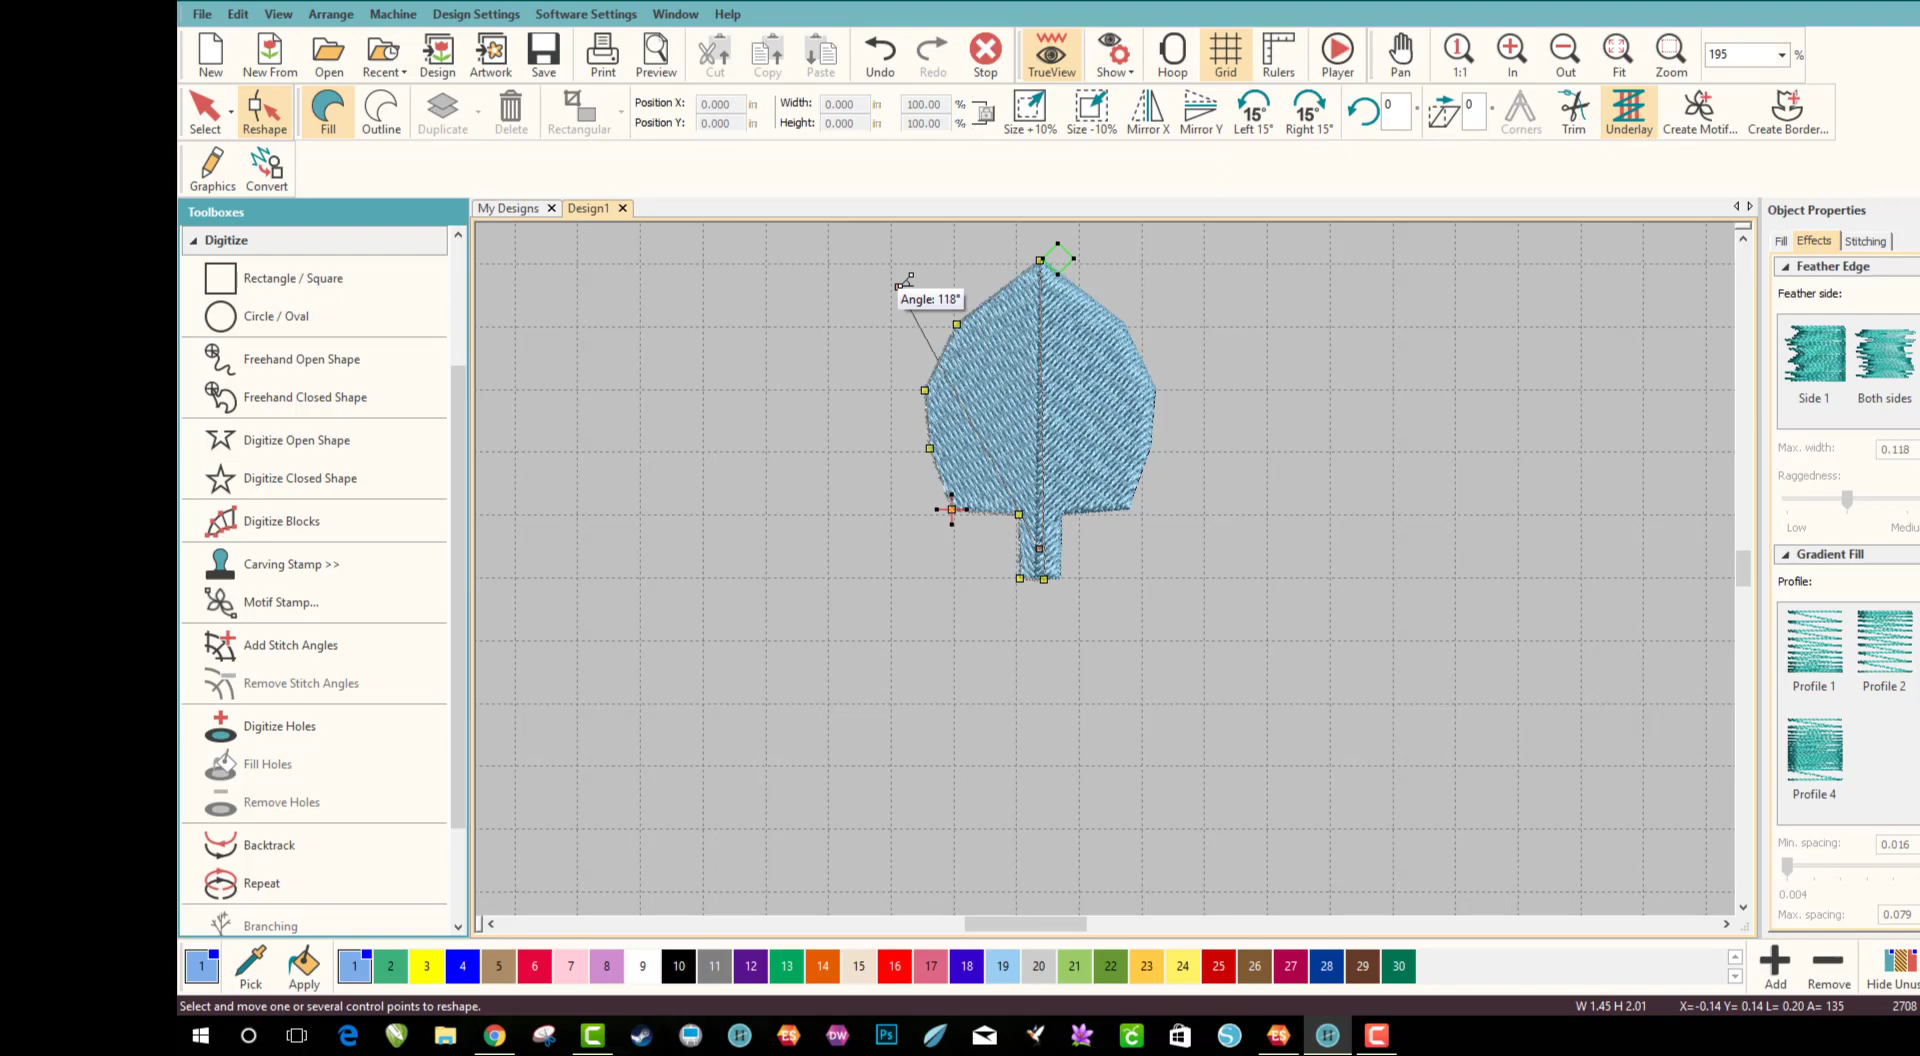 File Edit View Arrange Machine Design Settings Software Settings Window Help
New New From Open Recent Design Artwork Save Print Preview Cut Copy Paste Undo Redo Stop TrueView Show Hoop Grid Rulers Player Pan 1:1 In Out Fit Zoom 195 %
Select Reshape Fill Outline Duplicate Delete Rectangular Position X: 0.000 in Width: 0.000 in 100.00 % Size +10% Size -10% Mirror X Mirror Y 15° Left 15° 15° Right 15° 0 0 Corners Trim Underlay Create Motif... Create Border...
Position Y: 0.000 in Height: 0.000 in 100.00 %
Graphics Convert
Toolboxes
My Designs Design1
Object Properties
Digitize
Fill Effects Stitching
Rectangle / Square
Feather Edge
Circle / Oval
Feather side:
Angle: 118°
Freehand Open Shape
Freehand Closed Shape
Side 1 Both sides
Digitize Open Shape
Max. width: 0.118
Digitize Closed Shape
Raggedness:
Digitize Blocks
Low Mediu
Carving Stamp >>
Gradient Fill
Motif Stamp...
Profile:
Add Stitch Angles
Remove Stitch Angles
Profile 1 Profile 2
Digitize Holes
Fill Holes
Remove Holes
Profile 4
Backtrack
Min. spacing: 0.016
Repeat
0.004
Branching
Max. spacing: 0.079
1 Pick Apply 1 2 3 4 5 6 7 8 9 10 11 12 13 14 15 16 17 18 19 20 21 22 23 24 25 26 27 28 29 30 Add Remove Hide Unus
Select and move one or several control points to reshape. W 1.45 H 2.01 X=-0.14 Y= 0.14 L= 0.20 A= 135 2708
ES DW Ps ES